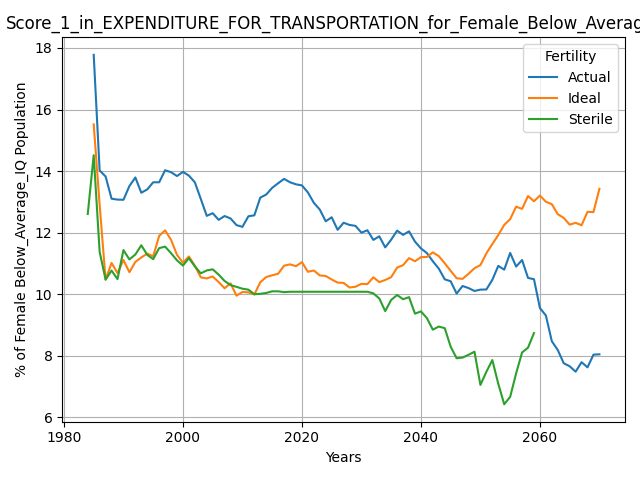 Score_1_in_EXPENDITURE_FOR_TRANSPORTATION_for_Female_Below_Averag
18
16
14
12
10
8
6
% of Female Below_Average_IQ Population
Fertility
Actual
Ideal
Sterile
1980 2000 2020 2040 2060
Years